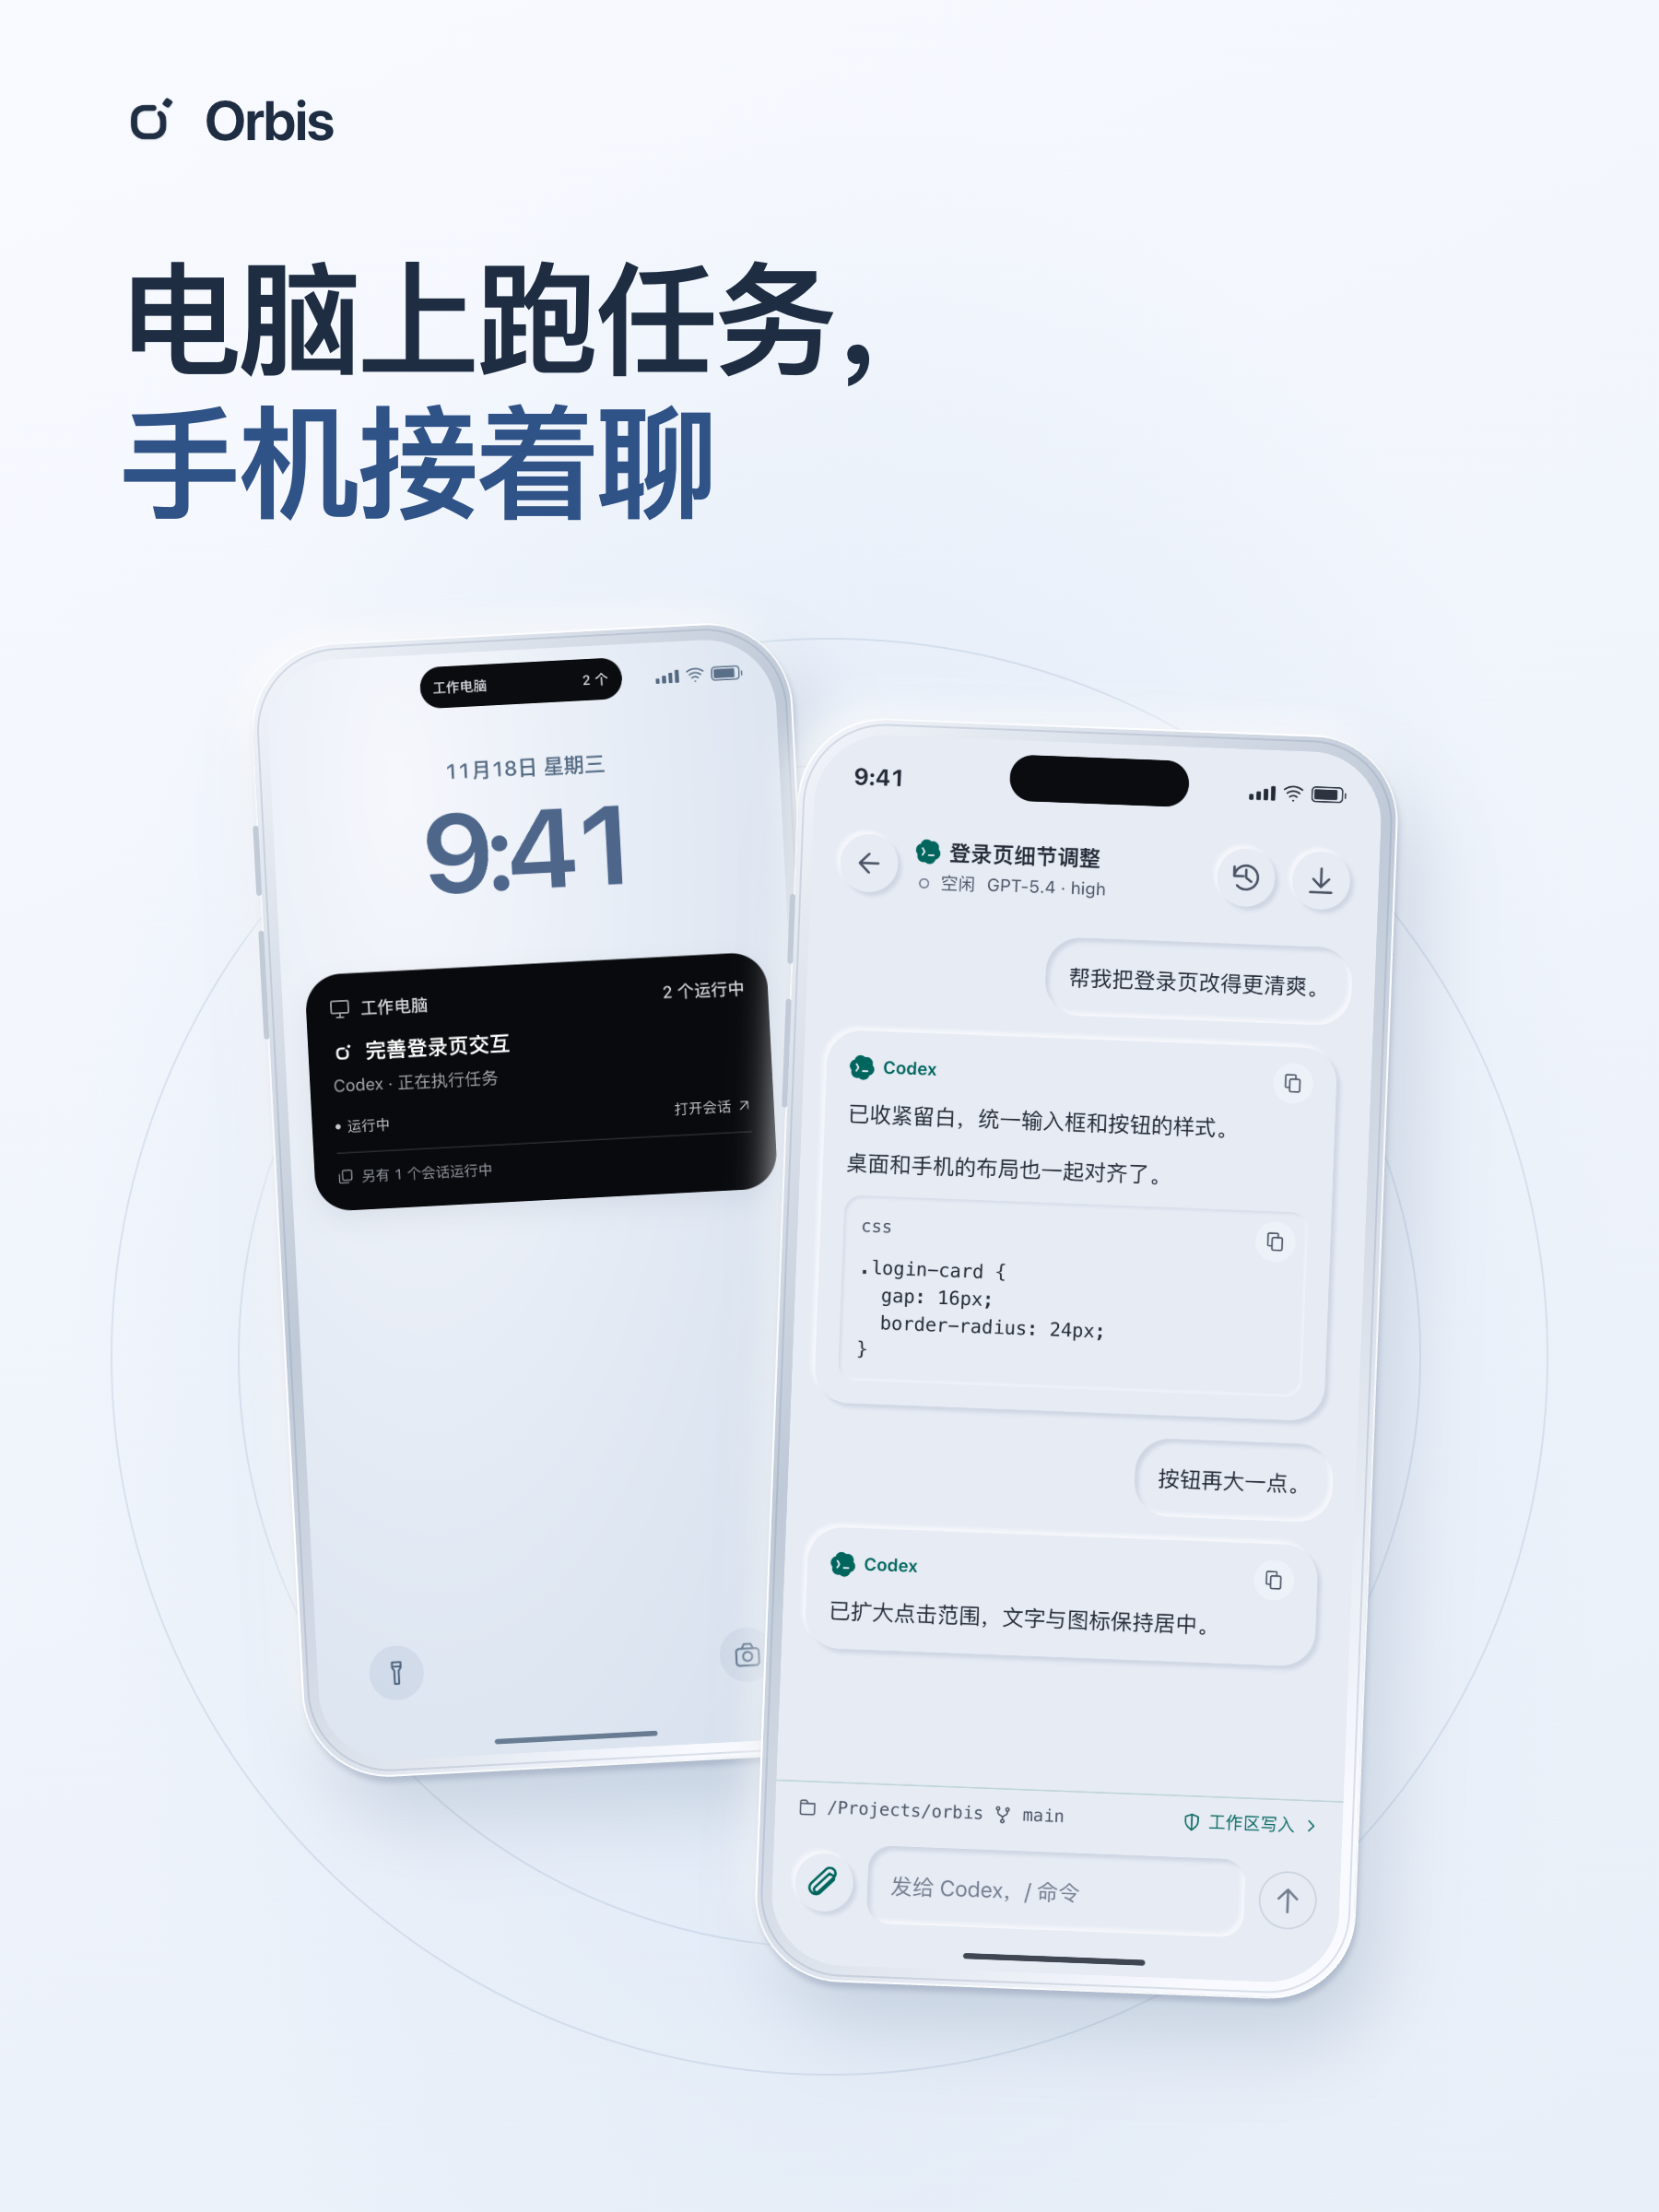 Orbis
电脑上跑任务，
手机接着聊
工作电脑 2 个
11月18日 星期三
9:41
工作电脑 2 个运行中
完善登录页交互
Codex · 正在执行任务
• 运行中 打开会话
另有 1 个会话运行中
9:41
登录页细节调整
空闲 GPT-5.4 · high
帮我把登录页改得更清爽。
Codex
已收紧留白，统一输入框和按钮的样式。
桌面和手机的布局也一起对齐了。
css
.login-card {
gap: 16px;
border-radius: 24px;
}
按钮再大一点。
Codex
已扩大点击范围，文字与图标保持居中。
/Projects/orbis main 工作区写入
发给 Codex，/ 命令